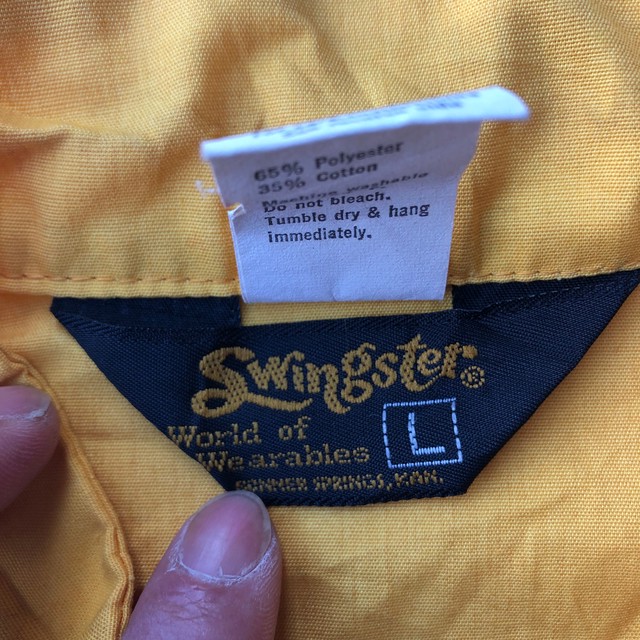 65% Polyester
35% Cotton
Machine washable
Do not bleach.
Tumble dry & hang
immediately.
Swingster®
World of
Wearables
L
BONNER SPRINGS, KAN.